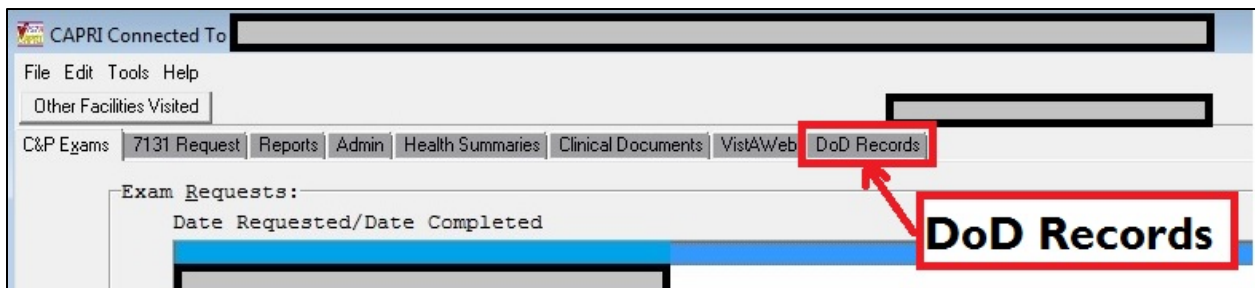 CAPRI Connected To
File Edit Tools Help
Other Facilities Visited
C&P Exams 7131 Request Reports Admin Health Summaries Clinical Documents VistAWeb DoD Records
Exam Requests:
Date Requested/Date Completed
DoD Records